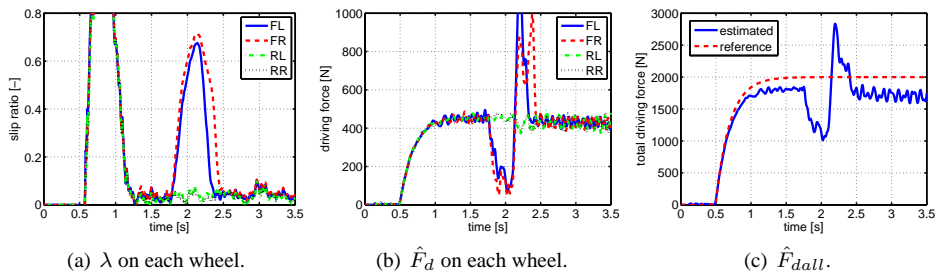 0.8
0.6
0.4
0.2
0
0 0.5 1 1.5 2 2.5 3 3.5
slip ratio [−]
time [s]
FL
FR
RL
RR
(a) λ on each wheel.
1000
800
600
400
200
0
0 0.5 1 1.5 2 2.5 3 3.5
driving force [N]
time [s]
FL
FR
RL
RR
(b) F̂_d on each wheel.
3000
2500
2000
1500
1000
500
0
0 0.5 1 1.5 2 2.5 3 3.5
total driving force [N]
time [s]
estimated
reference
(c) F̂_dall.